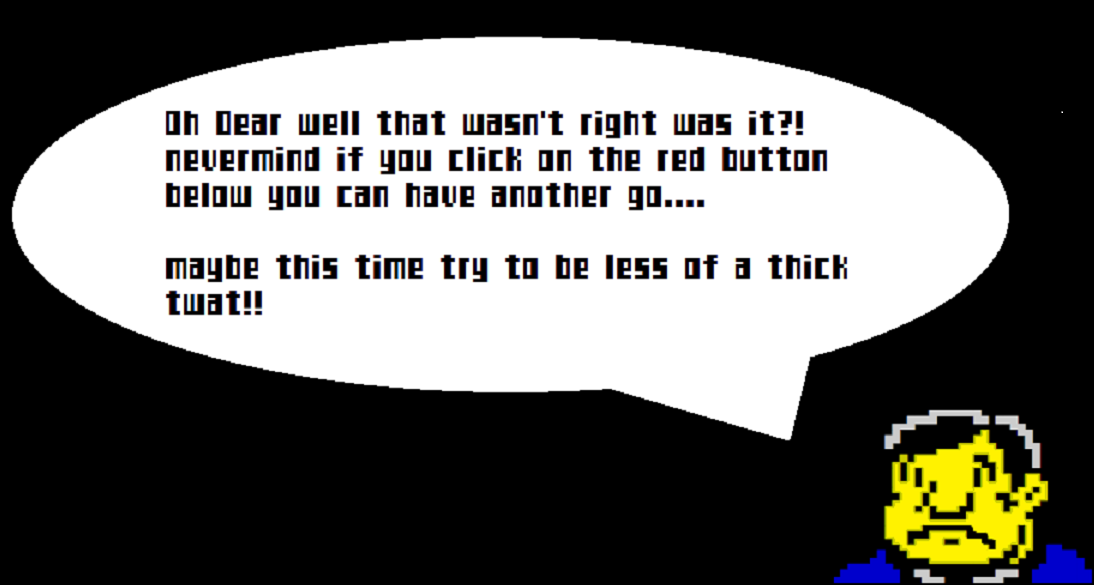 Oh Dear well that wasn't right was it?!
nevermind if you click on the red button
below you can have another go....
maybe this time try to be less of a thick
twat!!